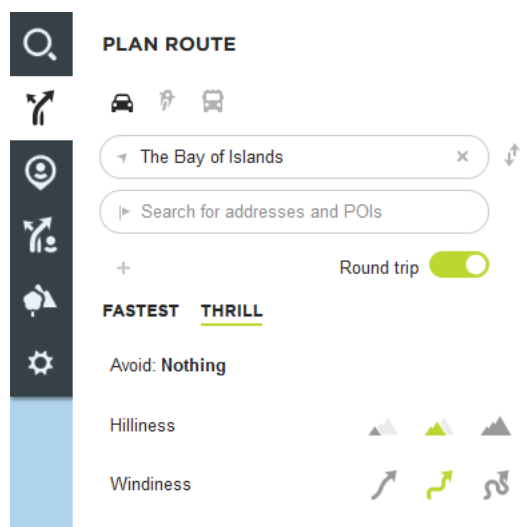 PLAN ROUTE
The Bay of Islands
Search for addresses and POIs
Round trip
FASTEST THRILL
Avoid: Nothing
Hilliness
Windiness